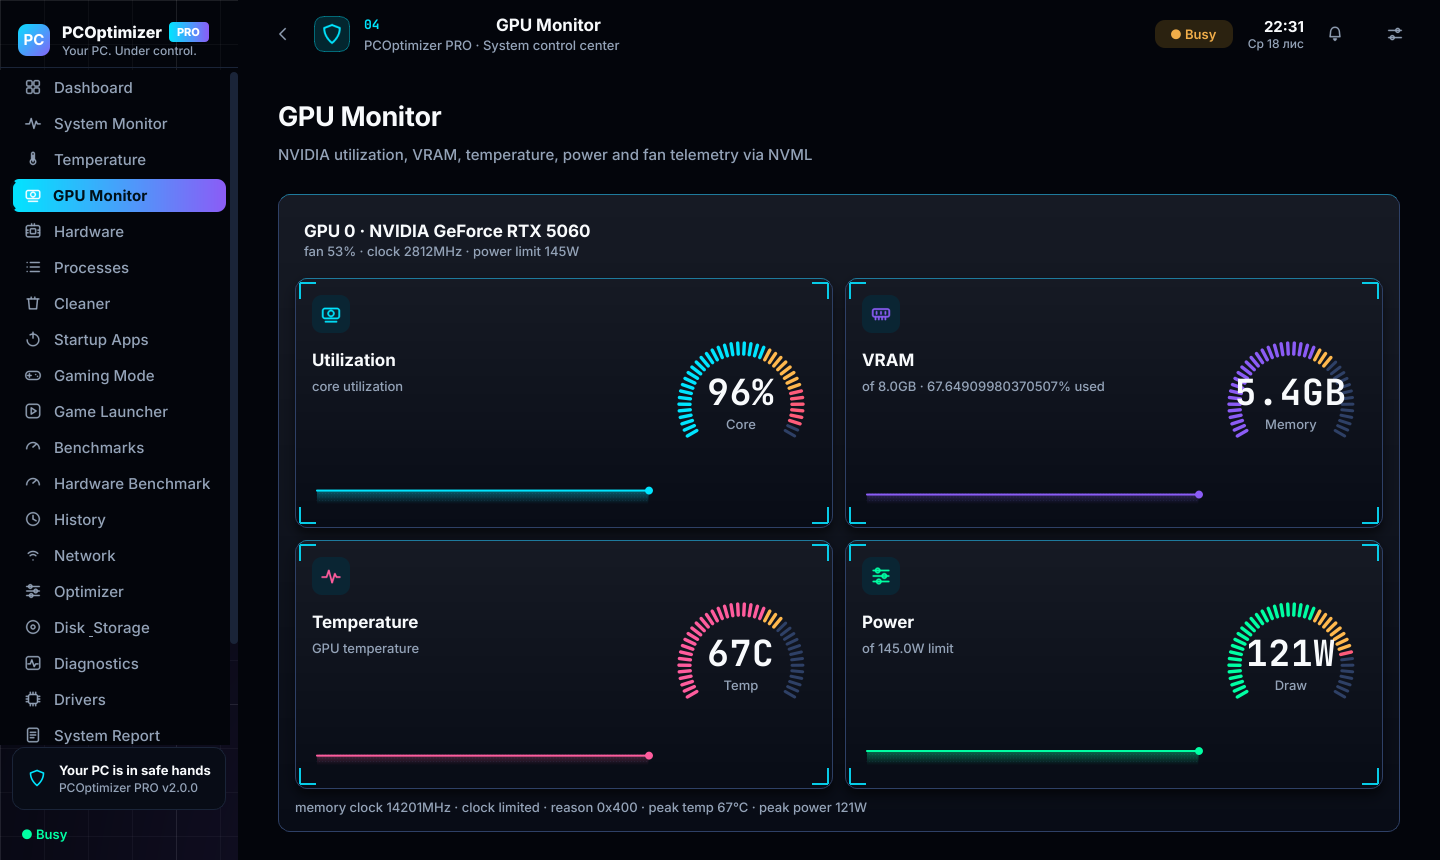 PC
PCOptimizer PRO
Your PC. Under control.
Dashboard
System Monitor
Temperature
GPU Monitor
Hardware
Processes
Cleaner
Startup Apps
Gaming Mode
Game Launcher
Benchmarks
Hardware Benchmark
History
Network
Optimizer
Disk _Storage
Diagnostics
Drivers
System Report
Your PC is in safe hands
PCOptimizer PRO v2.0.0
Busy
04
GPU Monitor
PCOptimizer PRO · System control center
Busy
22:31
Ср 18 лис
GPU Monitor
NVIDIA utilization, VRAM, temperature, power and fan telemetry via NVML
GPU 0 · NVIDIA GeForce RTX 5060
fan 53% · clock 2812MHz · power limit 145W
Utilization
core utilization
96%
Core
VRAM
of 8.0GB · 67.64909980370507% used
5.4GB
Memory
Temperature
GPU temperature
67C
Temp
Power
of 145.0W limit
121W
Draw
memory clock 14201MHz · clock limited · reason 0x400 · peak temp 67°C · peak power 121W